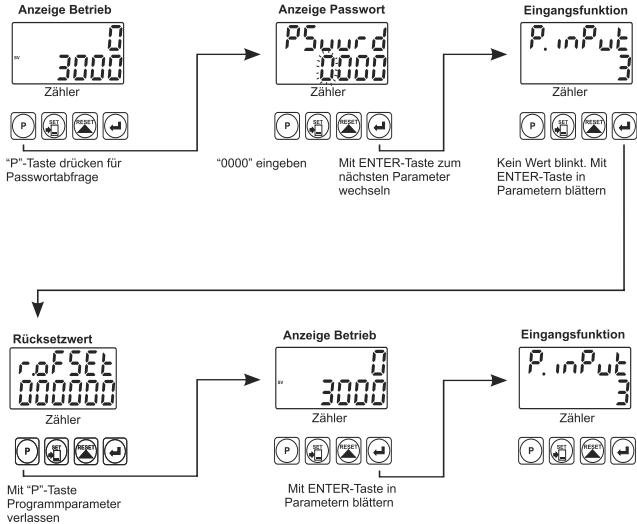 Anzeige Betrieb
0
SV
3000
Zähler
P
SET
RESET
"P"-Taste drücken für
Passwortabfrage
Anzeige Passwort
PSwurd
0000
Zähler
P
SET
RESET
"0000" eingeben
Mit ENTER-Taste zum
nächsten Parameter
wechseln
Eingangsfunktion
P. inPut
3
Zähler
P
SET
RESET
Kein Wert blinkt. Mit
ENTER-Taste in
Parametern blättern
Rücksetzwert
r.oFSEt
000000
Zähler
P
SET
RESET
Mit "P"-Taste
Programmparameter
verlassen
Anzeige Betrieb
0
SV
3000
Zähler
P
SET
RESET
Mit ENTER-Taste in
Parametern blättern
Eingangsfunktion
P. inPut
3
Zähler
P
SET
RESET